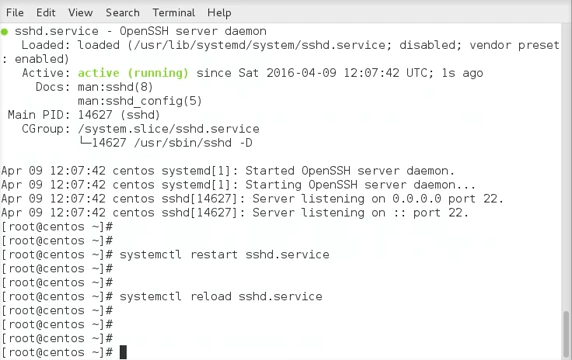 File Edit View Search Terminal Help
● sshd.service - OpenSSH server daemon
   Loaded: loaded (/usr/lib/systemd/system/sshd.service; disabled; vendor preset
: enabled)
   Active: active (running) since Sat 2016-04-09 12:07:42 UTC; 1s ago
     Docs: man:sshd(8)
           man:sshd_config(5)
 Main PID: 14627 (sshd)
   CGroup: /system.slice/sshd.service
           └─14627 /usr/sbin/sshd -D
Apr 09 12:07:42 centos systemd[1]: Started OpenSSH server daemon.
Apr 09 12:07:42 centos systemd[1]: Starting OpenSSH server daemon...
Apr 09 12:07:42 centos sshd[14627]: Server listening on 0.0.0.0 port 22.
Apr 09 12:07:42 centos sshd[14627]: Server listening on :: port 22.
[root@centos ~]#
[root@centos ~]#
[root@centos ~]# systemctl restart sshd.service
[root@centos ~]#
[root@centos ~]#
[root@centos ~]# systemctl reload sshd.service
[root@centos ~]#
[root@centos ~]#
[root@centos ~]#
[root@centos ~]#